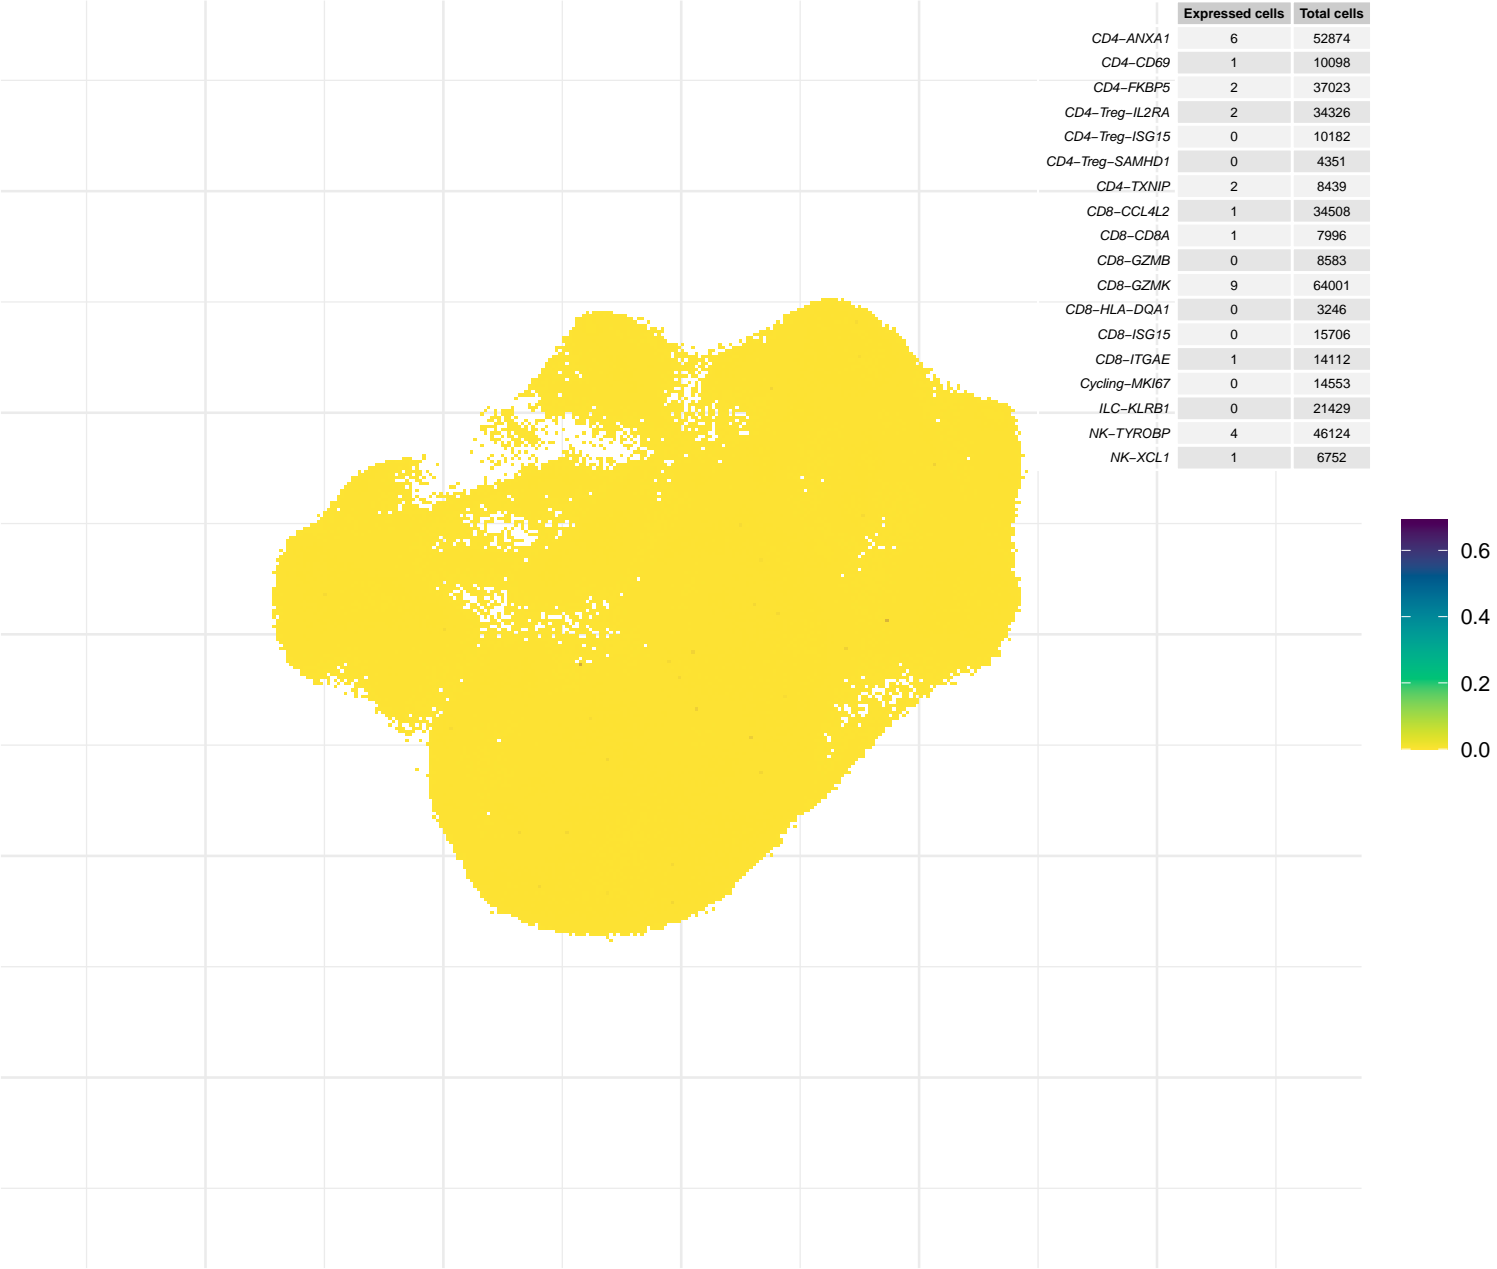 Expressed cells Total cells
CD4−ANXA1 6 52874
CD4−CD69 1 10098
CD4−FKBP5 2 37023
CD4−Treg−IL2RA 2 34326
CD4−Treg−ISG15 0 10182
CD4−Treg−SAMHD1 0 4351
CD4−TXNIP 2 8439
CD8−CCL4L2 1 34508
CD8−CD8A 1 7996
CD8−GZMB 0 8583
CD8−GZMK 9 64001
CD8−HLA−DQA1 0 3246
CD8−ISG15 0 15706
CD8−ITGAE 1 14112
Cycling−MKI67 0 14553
ILC−KLRB1 0 21429
NK−TYROBP 4 46124
NK−XCL1 1 6752
0.6
0.4
0.2
0.0